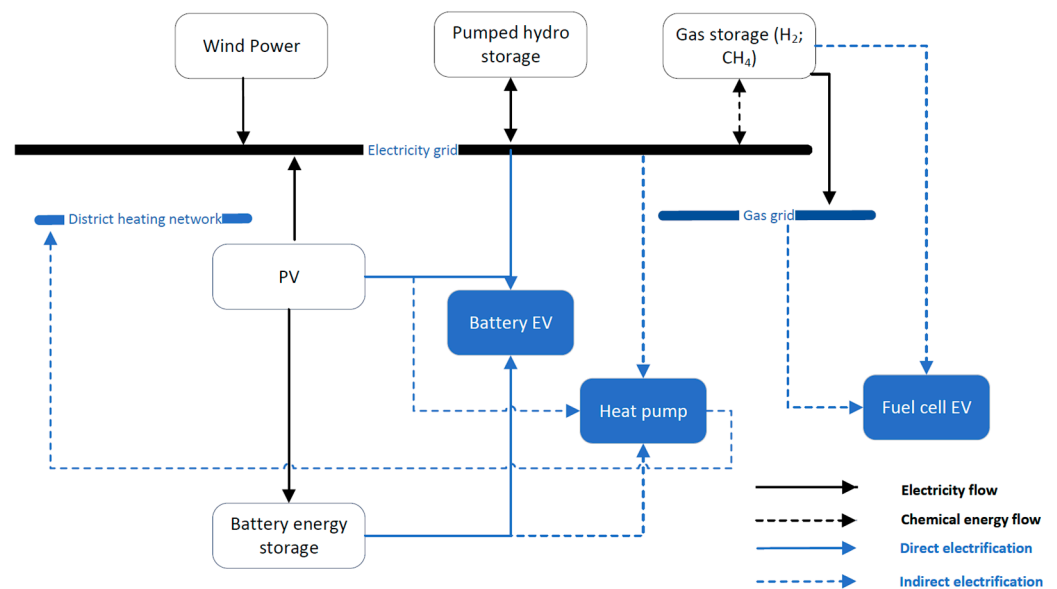 Wind Power
Pumped hydro
storage
Gas storage (H₂;
CH₄)
Electricity grid
District heating network
Gas grid
PV
Battery EV
Heat pump
Fuel cell EV
Battery energy
storage
Electricity flow
Chemical energy flow
Direct electrification
Indirect electrification